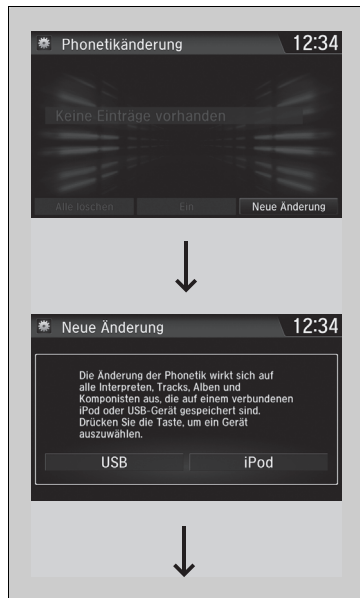 Phonetikänderung 12:34
Keine Einträge vorhanden
Alle löschen Ein Neue Änderung
Neue Änderung 12:34
Die Änderung der Phonetik wirkt sich auf
alle Interpreten, Tracks, Alben und
Komponisten aus, die auf einem verbundenen
iPod oder USB-Gerät gespeichert sind.
Drücken Sie die Taste, um ein Gerät
auszuwählen.
USB iPod